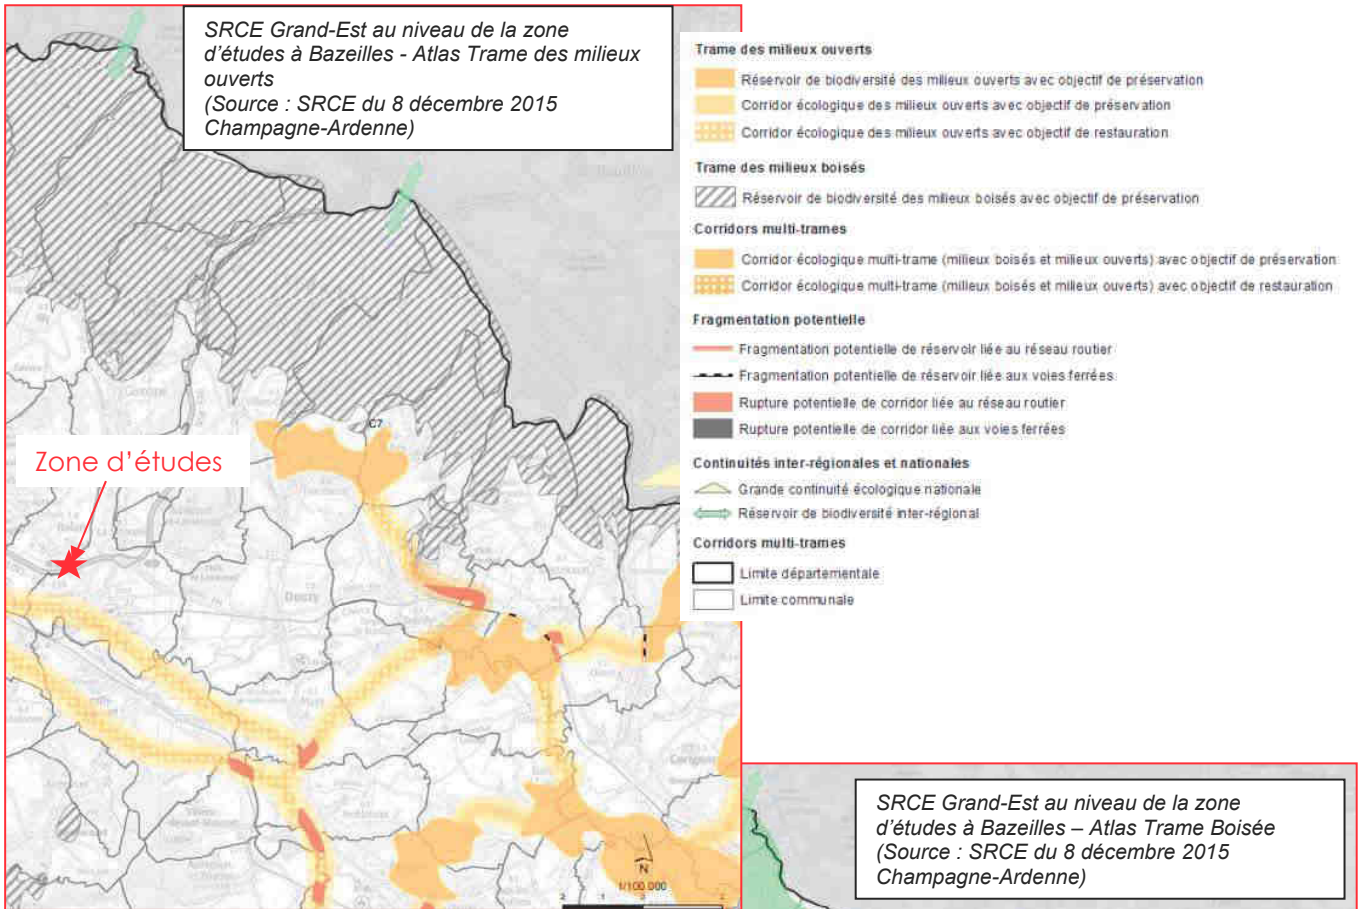 SRCE Grand-Est au niveau de la zone
d'études à Bazeilles - Atlas Trame des milieux
ouverts
(Source : SRCE du 8 décembre 2015
Champagne-Ardenne)
Trame des milieux ouverts
Réservoir de biodiversité des milieux ouverts avec objectif de préservation
Corridor écologique des milieux ouverts avec objectif de préservation
Corridor écologique des milieux ouverts avec objectif de restauration
Trame des milieux boisés
Réservoir de biodiversité des milieux boisés avec objectif de préservation
Corridors multi-trames
Corridor écologique multi-trame (milieux boisés et milieux ouverts) avec objectif de préservation
Corridor écologique multi-trame (milieux boisés et milieux ouverts) avec objectif de restauration
Fragmentation potentielle
Fragmentation potentielle de réservoir liée au réseau routier
Fragmentation potentielle de réservoir liée aux voies ferrées
Rupture potentielle de corridor liée au réseau routier
Rupture potentielle de corridor liée aux voies ferrées
Continuités inter-régionales et nationales
Grande continuité écologique nationale
Réservoir de biodiversité inter-régional
Corridors multi-trames
Limite départementale
Limite communale
C7
Zone d'études
Douzy
N
1/100 000
2 1 0 2
SRCE Grand-Est au niveau de la zone
d'études à Bazeilles – Atlas Trame Boisée
(Source : SRCE du 8 décembre 2015
Champagne-Ardenne)